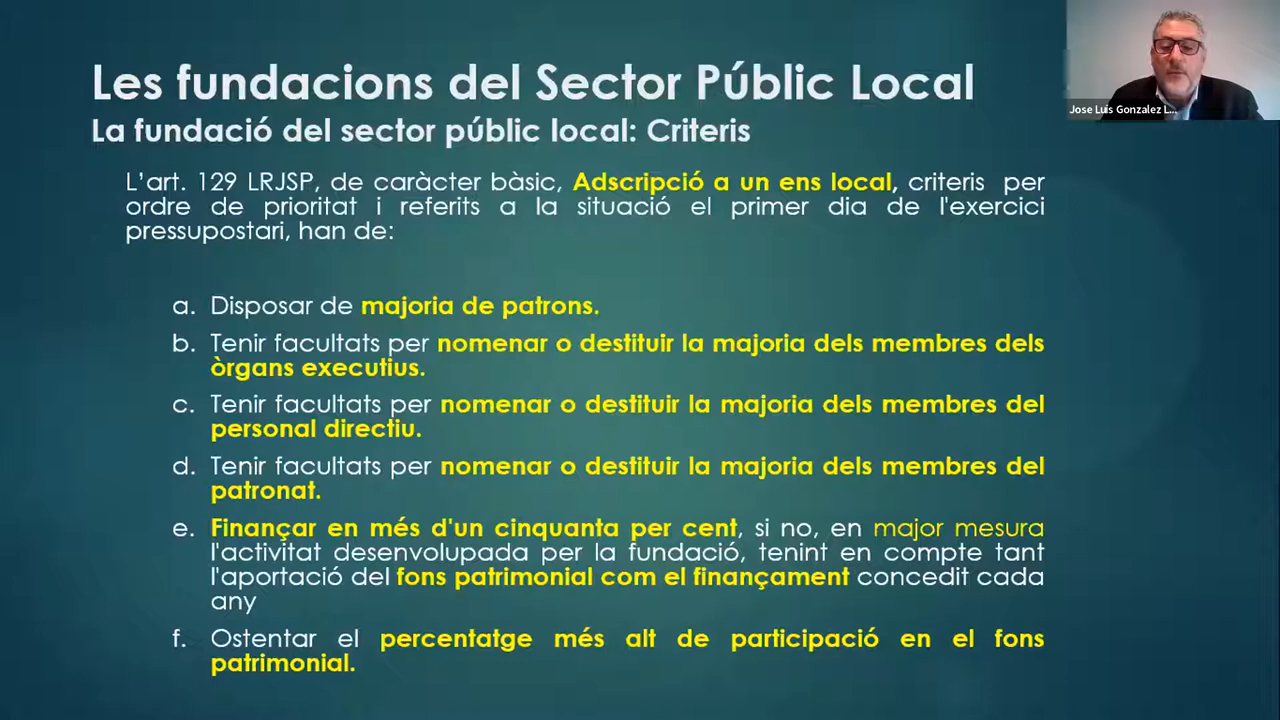 Les fundacions del Sector Públic Local
La fundació del sector públic local: Criteris
L'art. 129 LRJSP, de caràcter bàsic, Adscripció a un ens local, criteris per
ordre de prioritat i referits a la situació el primer dia de l'exercici
pressupostari, han de:
a. Disposar de majoria de patrons.
b. Tenir facultats per nomenar o destituir la majoria dels membres dels
òrgans executius.
c. Tenir facultats per nomenar o destituir la majoria dels membres del
personal directiu.
d. Tenir facultats per nomenar o destituir la majoria dels membres del
patronat.
e. Finançar en més d'un cinquanta per cent, si no, en major mesura
l'activitat desenvolupada per la fundació, tenint en compte tant
l'aportació del fons patrimonial com el finançament concedit cada
any
f. Ostentar el percentatge més alt de participació en el fons
patrimonial.
Jose Luis Gonzalez L...